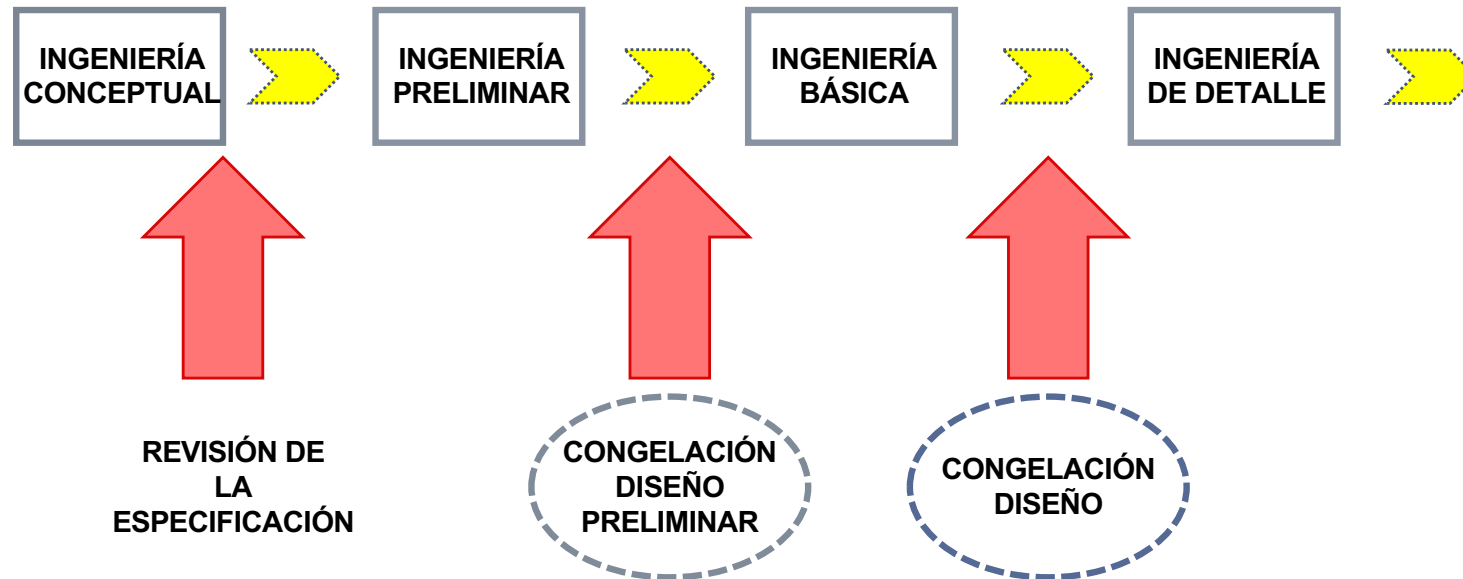 INGENIERÍA
CONCEPTUAL
INGENIERÍA
PRELIMINAR
INGENIERÍA
BÁSICA
INGENIERÍA
DE DETALLE
REVISIÓN DE
LA
ESPECIFICACIÓN
CONGELACIÓN
DISEÑO
PRELIMINAR
CONGELACIÓN
DISEÑO